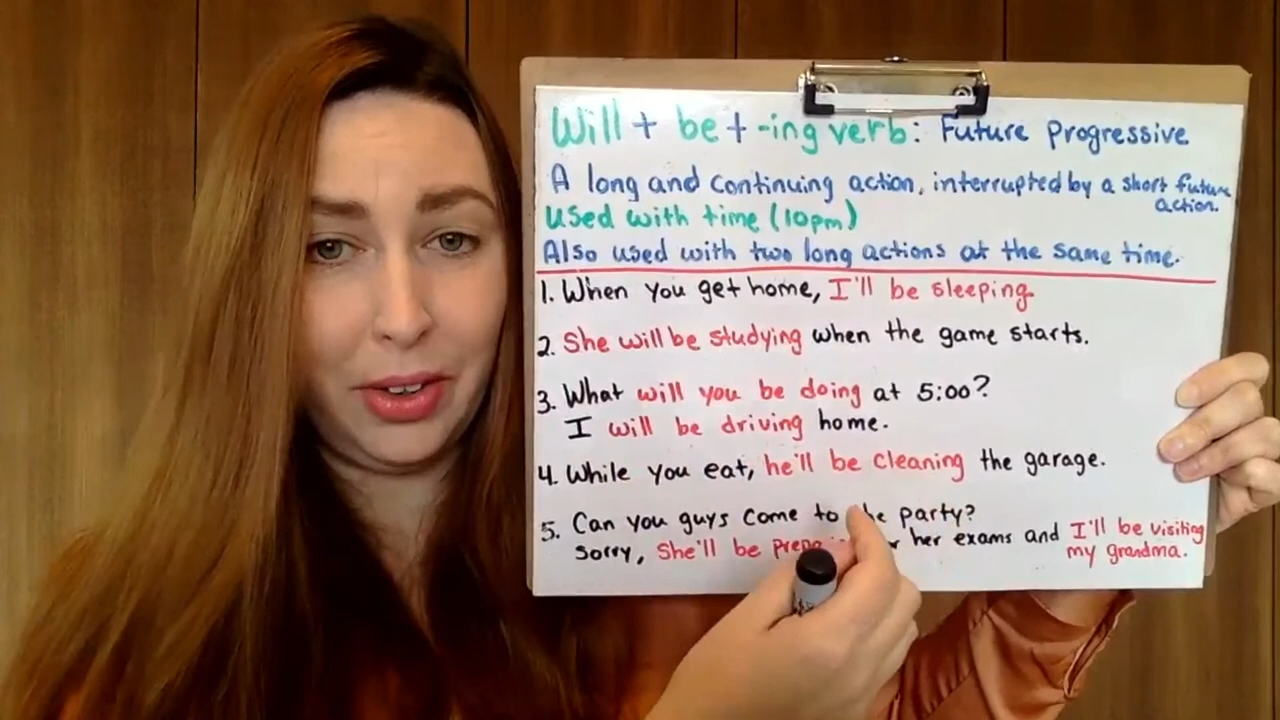 Will + be + -ing verb: Future Progressive
A long and continuing action, interrupted by a short future
action.
Used with time (10pm)
Also used with two long actions at the same time.
1. When you get home, I'll be sleeping
2. She will be studying when the game starts.
3. What will you be doing at 5:00?
I will be driving home.
4. While you eat, he'll be cleaning the garage.
5. Can you guys come to the party?
Sorry, She'll be her exams and I'll be visiting
my grandma.